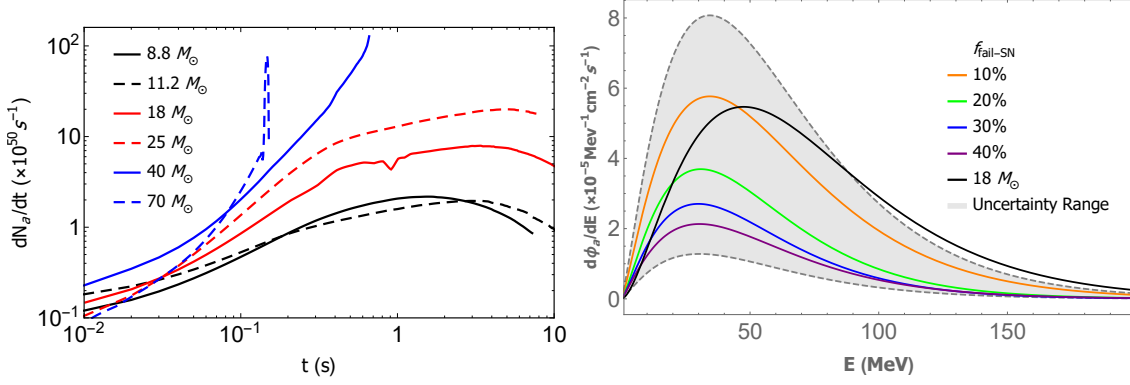 10²
10
1
10⁻¹
dNₐ/dt (×10⁵⁰ s⁻¹)
8.8 M⊙
11.2 M⊙
18 M⊙
25 M⊙
40 M⊙
70 M⊙
10⁻² 10⁻¹ 1 10
t (s)
8
6
4
2
0
dϕₐ/dE (×10⁻⁵Mev⁻¹cm⁻² s⁻¹)
f_fail-SN
10%
20%
30%
40%
18 M⊙
Uncertainty Range
50 100 150
E (MeV)